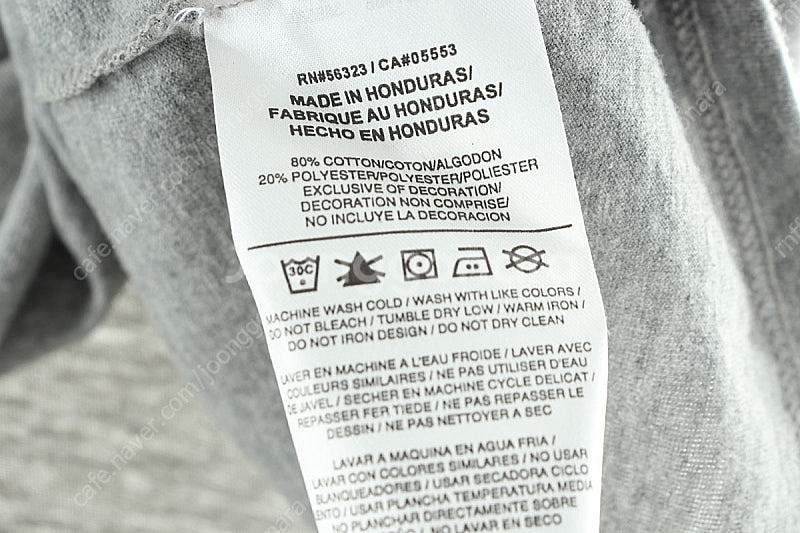 RN#56323 / CA#05553
MADE IN HONDURAS/
FABRIQUE AU HONDURAS/
HECHO EN HONDURAS
80% COTTON/COTON/ALGODON
20% POLYESTER/POLYESTER/POLIESTER
EXCLUSIVE OF DECORATION/
DECORATION NON COMPRISE/
NO INCLUYE LA DECORACION
30C
MACHINE WASH COLD / WASH WITH LIKE COLORS /
DO NOT BLEACH / TUMBLE DRY LOW / WARM IRON /
DO NOT IRON DESIGN / DO NOT DRY CLEAN
LAVER EN MACHINE A L'EAU FROIDE / LAVER AVEC
COULEURS SIMILAIRES / NE PAS UTILISER D'EAU
DE JAVEL / SECHER EN MACHINE CYCLE DELICAT /
REPASSER FER TIEDE / NE PAS REPASSER LE
DESSIN / NE PAS NETTOYER A SEC
LAVAR A MAQUINA EN AGUA FRIA /
LAVAR CON COLORES SIMILARES / NO USAR
BLANQUEADORES / USAR SECADORA CICLO
LENTO / USAR PLANCHA TEMPERATURA MEDIA
NO PLANCHAR DIRECTAMENTE SOBRE
/ NO LAVAR EN SECO
cafe.naver.com/joonggonara